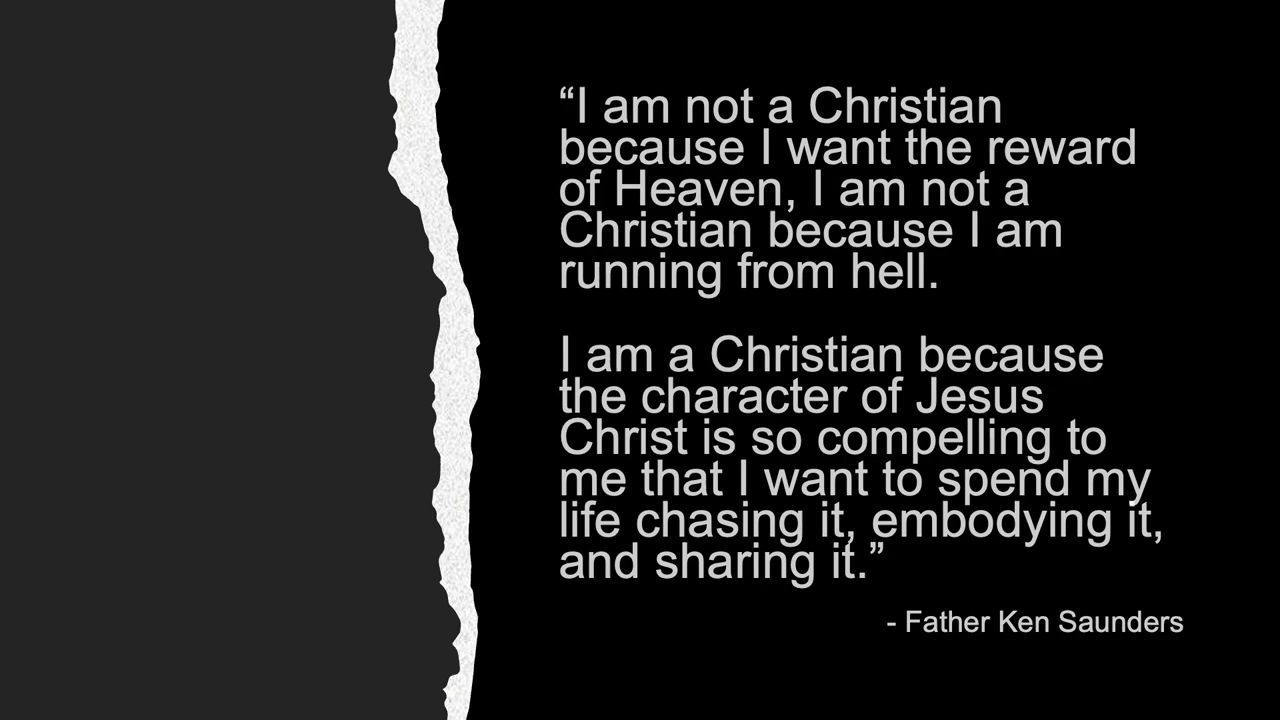 “I am not a Christian
because I want the reward
of Heaven, I am not a
Christian because I am
running from hell.
I am a Christian because
the character of Jesus
Christ is so compelling to
me that I want to spend my
life chasing it, embodying it,
and sharing it.”
- Father Ken Saunders